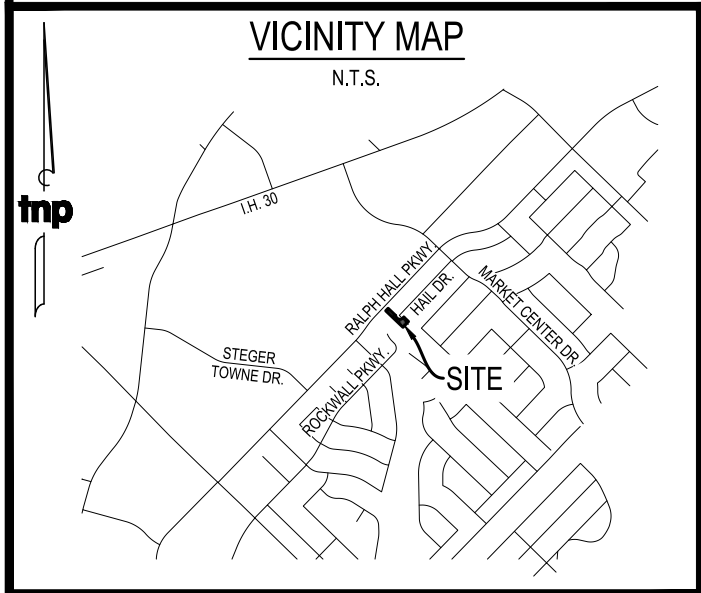 VICINITY MAP
N.T.S.
tnp
I.H. 30
RALPH HALL PKWY.
HAIL DR.
MARKET CENTER DR.
STEGER
TOWNE DR.
ROCKWALL PKWY.
SITE